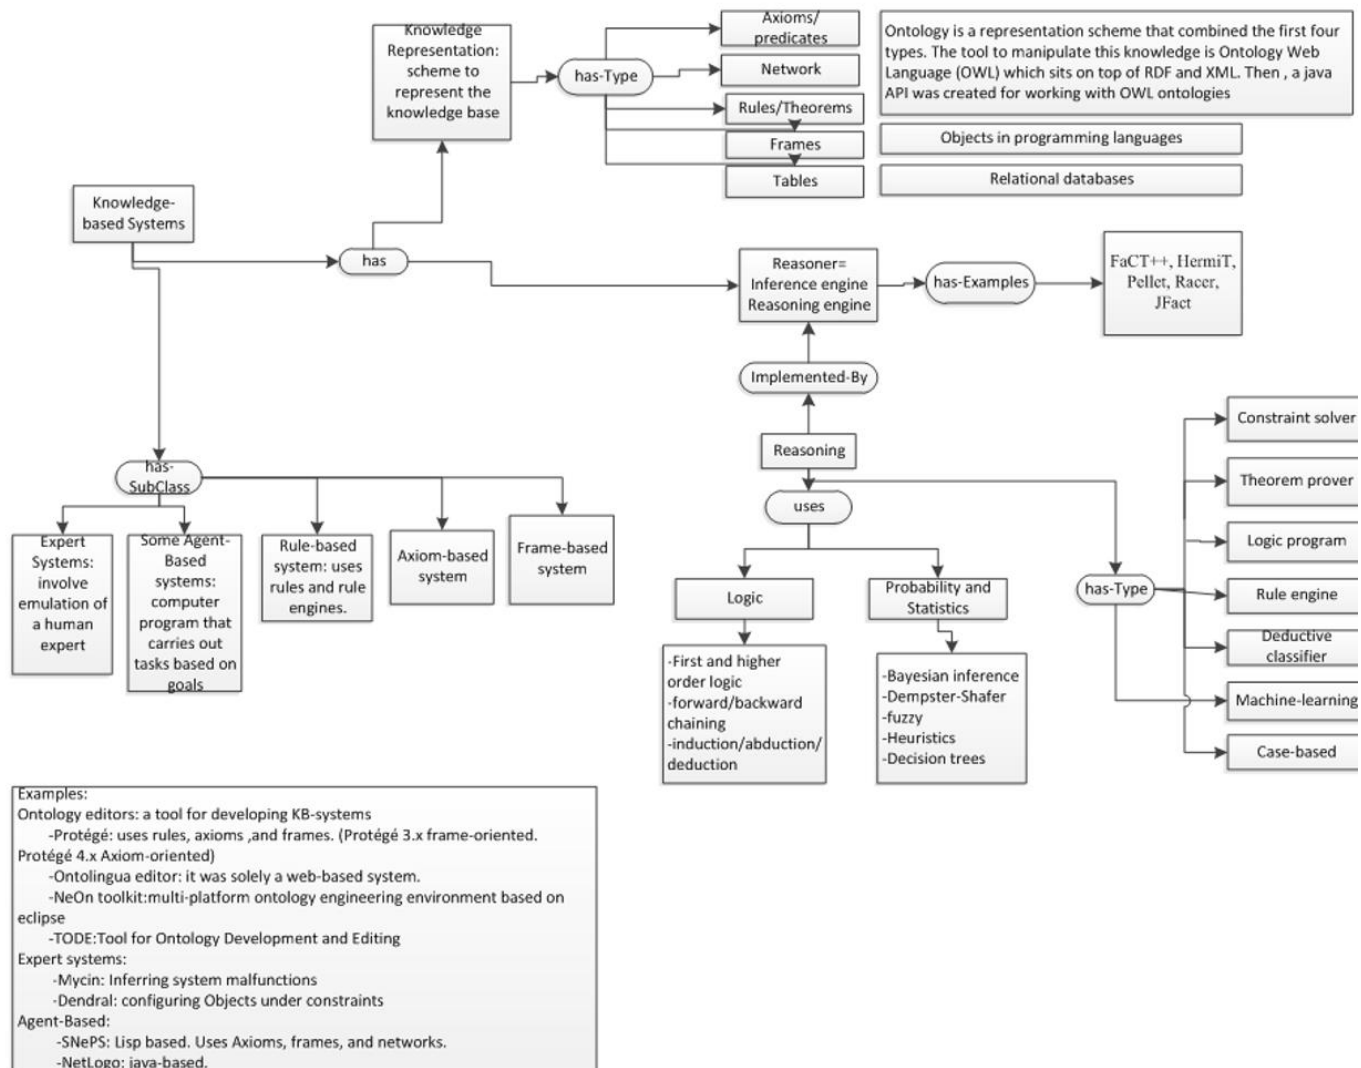 Knowledge
Representation:
scheme to
represent the
knowledge base
has-Type
Axioms/
predicates
Network
Rules/Theorems
Frames
Tables
Ontology is a representation scheme that combined the first four
types. The tool to manipulate this knowledge is Ontology Web
Language (OWL) which sits on top of RDF and XML. Then , a java
API was created for working with OWL ontologies
Objects in programming languages
Relational databases
Knowledge-
based Systems
has
Reasoner=
Inference engine
Reasoning engine
has-Examples
FaCT++, HermiT,
Pellet, Racer,
JFact
Implemented-By
Reasoning
uses
Logic
Probability and
Statistics
-First and higher
order logic
-forward/backward
chaining
-induction/abduction/
deduction
-Bayesian inference
-Dempster-Shafer
-fuzzy
-Heuristics
-Decision trees
has-Type
Constraint solver
Theorem prover
Logic program
Rule engine
Deductive
classifier
Machine-learning
Case-based
has-
SubClass
Expert
Systems:
involve
emulation of
a human
expert
Some Agent-
Based
systems:
computer
program that
carries out
tasks based on
goals
Rule-based
system: uses
rules and rule
engines.
Axiom-based
system
Frame-based
system
Examples:
Ontology editors: a tool for developing KB-systems
-Protégé: uses rules, axioms ,and frames. (Protégé 3.x frame-oriented.
Protégé 4.x Axiom-oriented)
-Ontolingua editor: it was solely a web-based system.
-NeOn toolkit:multi-platform ontology engineering environment based on
eclipse
-TODE:Tool for Ontology Development and Editing
Expert systems:
-Mycin: Inferring system malfunctions
-Dendral: configuring Objects under constraints
Agent-Based:
-SNePS: Lisp based. Uses Axioms, frames, and networks.
-NetLogo: java-based.